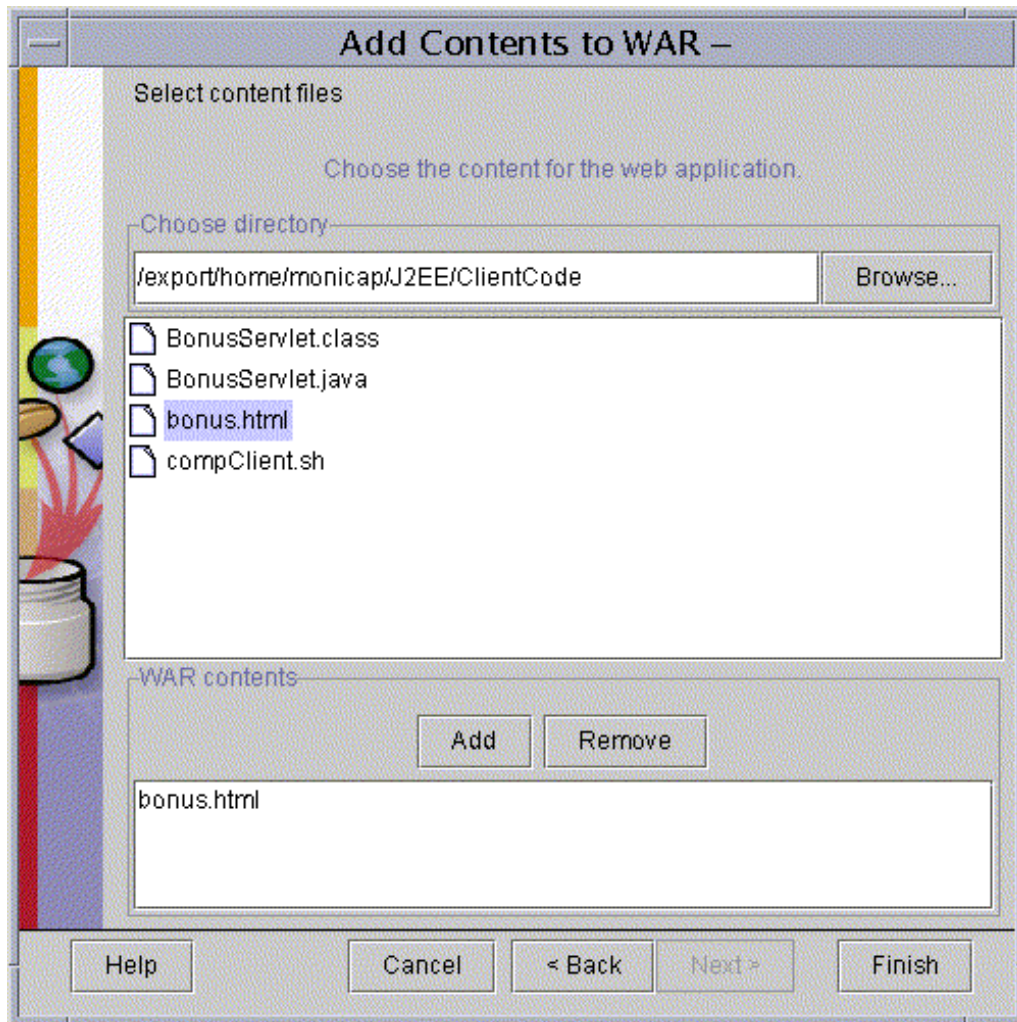 Add Contents to WAR –
Select content files
Choose the content for the web application.
Choose directory
/export/home/monicap/J2EE/ClientCode
Browse...
BonusServlet.class
BonusServlet.java
bonus.html
compClient.sh
WAR contents
Add Remove
bonus.html
Help Cancel < Back Next > Finish